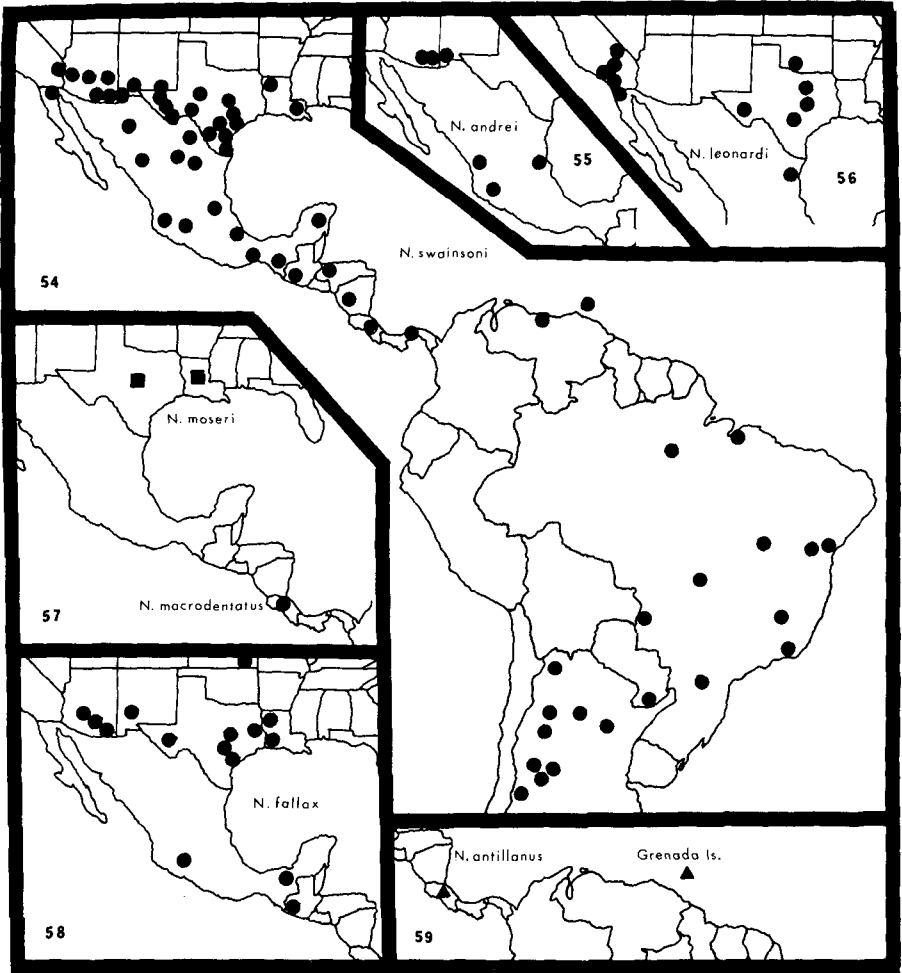 N. andrei
55
N. leonardi
56
N. swainsoni
54
N. moseri
N. macrodentatus
57
N. fallax
58
N. antillanus
Grenada Is.
59